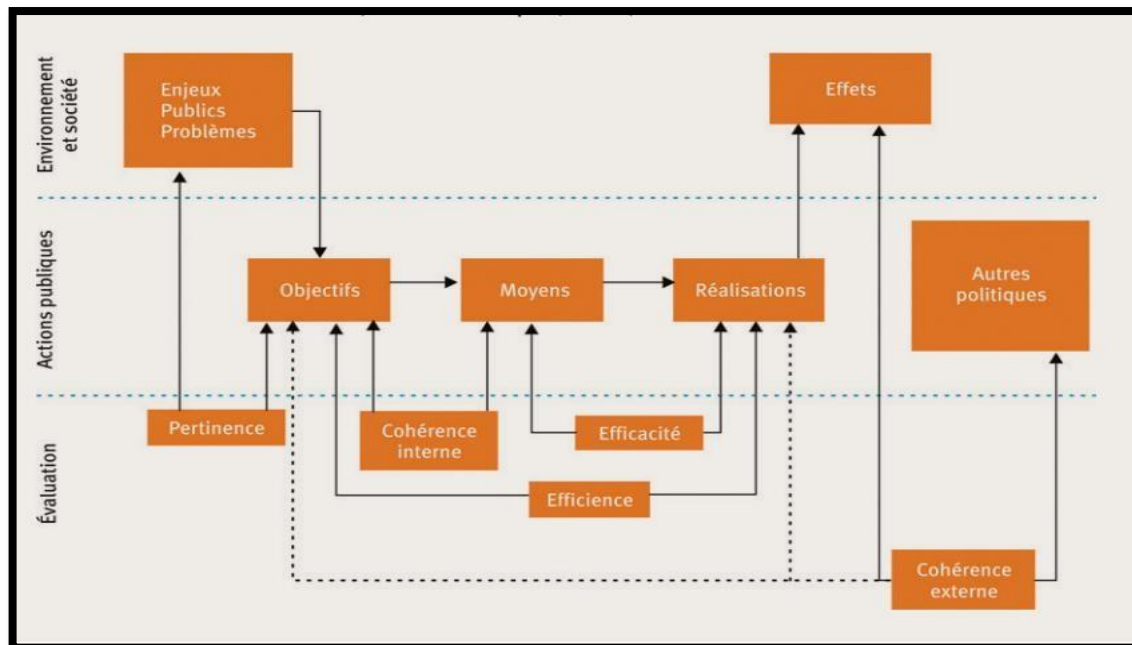 Environnement
et société
Enjeux
Publics
Problèmes
Effets
Actions publiques
Objectifs
Moyens
Réalisations
Autres
politiques
Évaluation
Pertinence
Cohérence
interne
Efficacité
Efficience
Cohérence
externe